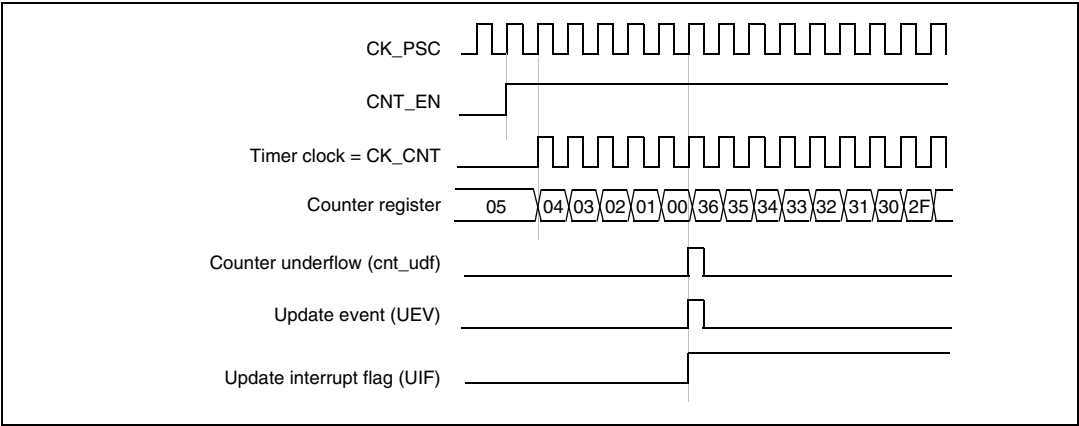 CK_PSC
CNT_EN
Timer clock = CK_CNT
Counter register 05 04 03 02 01 00 36 35 34 33 32 31 30 2F
Counter underflow (cnt_udf)
Update event (UEV)
Update interrupt flag (UIF)